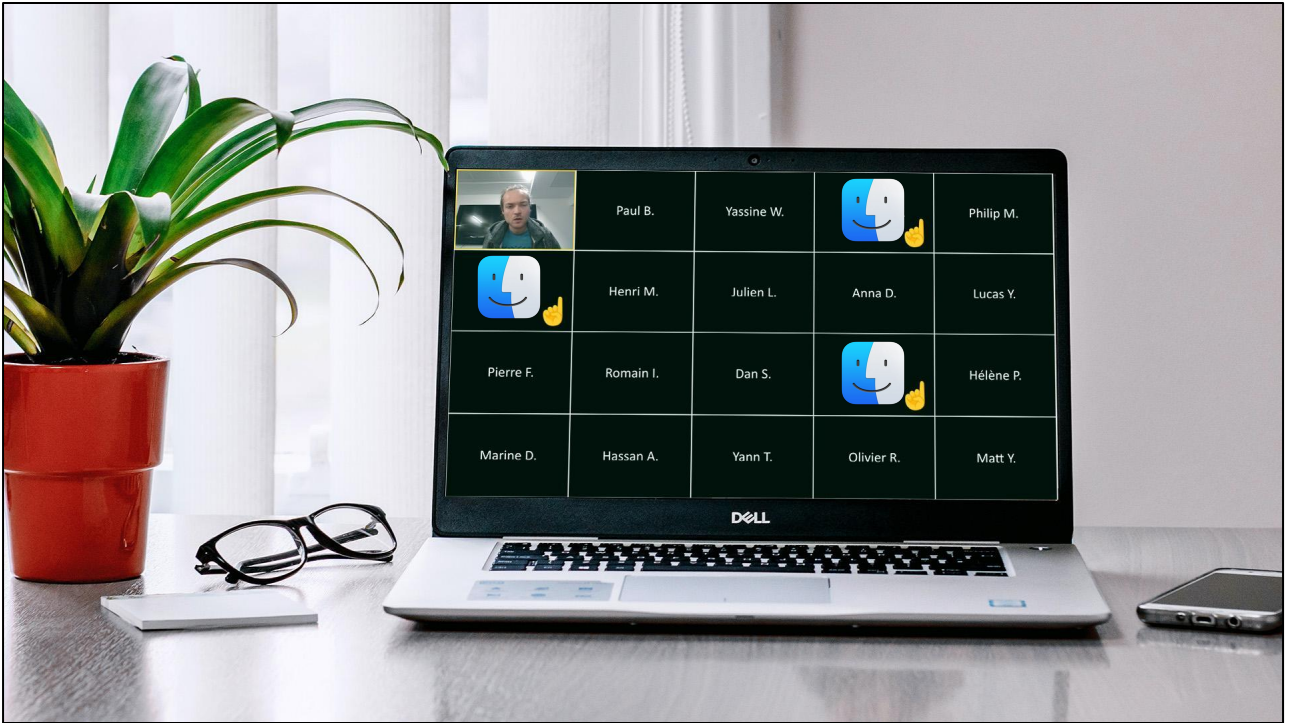 Paul B.
Yassine W.
Philip M.
Henri M.
Julien L.
Anna D.
Lucas Y.
Pierre F.
Romain I.
Dan S.
Hélène P.
Marine D.
Hassan A.
Yann T.
Olivier R.
Matt Y.
DELL